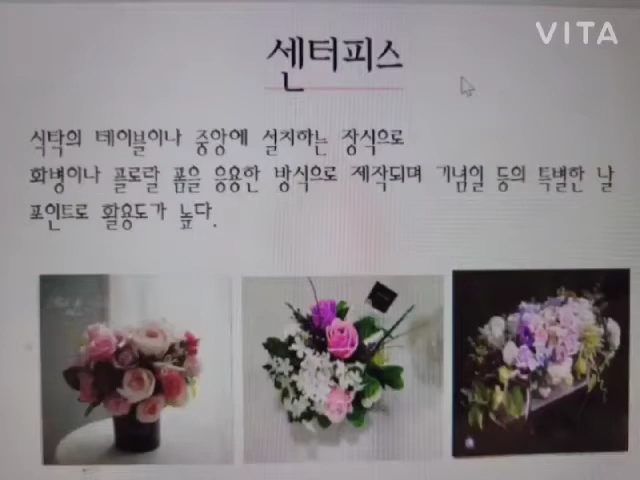 VITA
센터피스
식탁의 테이블이나 중앙에 설치하는 장식으로
화병이나 플로랄 폼을 응용한 방식으로 제작되며 기념일 등의 특별한 날
포인트로 활용도가 높다.